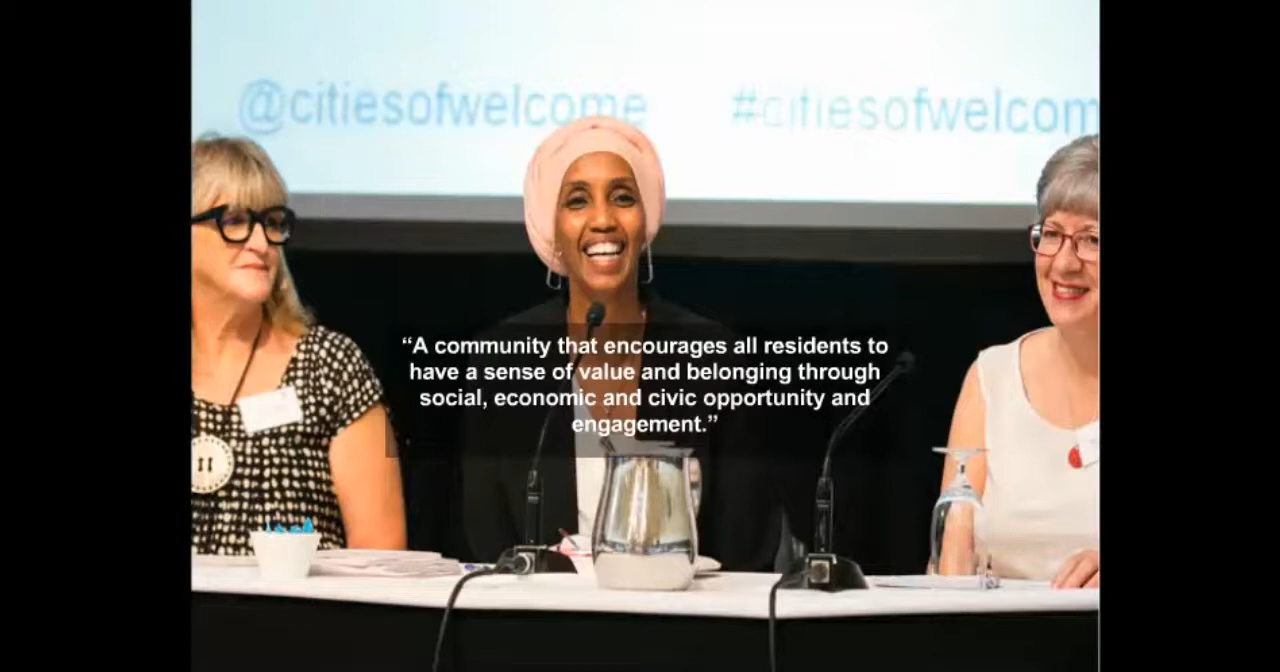 @citiesofwelcome #citiesofwelcom
“A community that encourages all residents to
have a sense of value and belonging through
social, economic and civic opportunity and
engagement.”